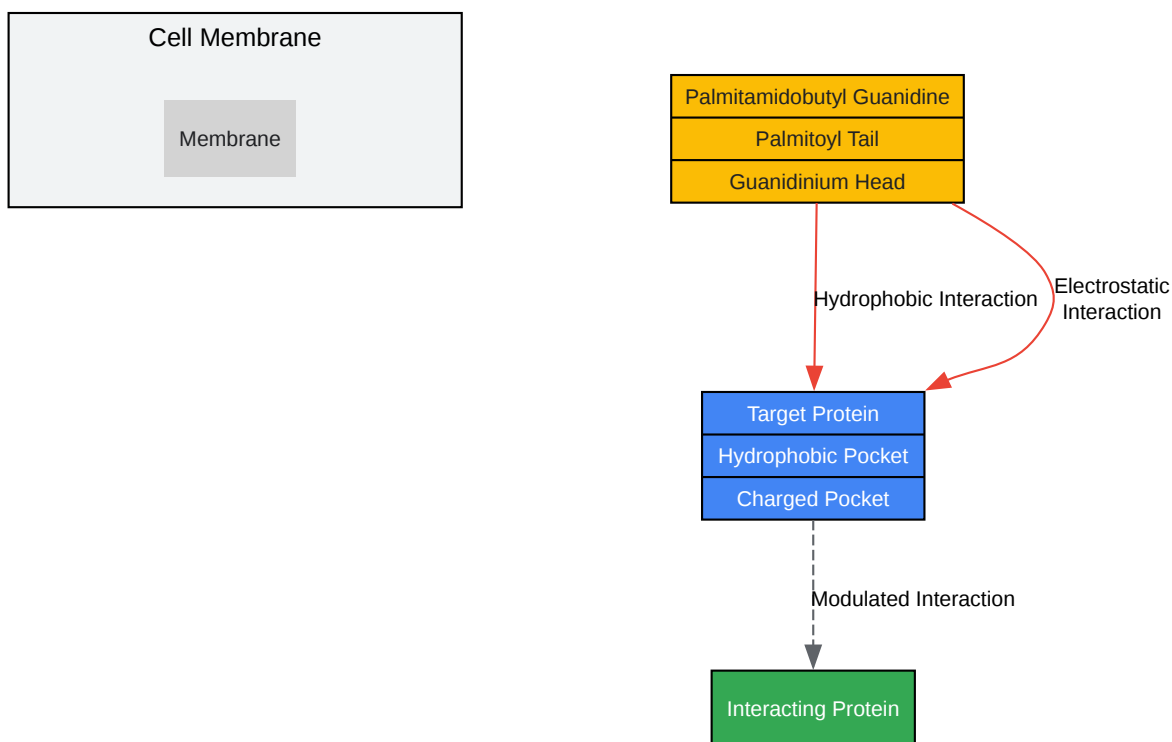 Cell Membrane
Membrane
Palmitamidobutyl Guanidine
Palmitoyl Tail
Guanidinium Head
Hydrophobic Interaction
Electrostatic
Interaction
Target Protein
Hydrophobic Pocket
Charged Pocket
Modulated Interaction
Interacting Protein